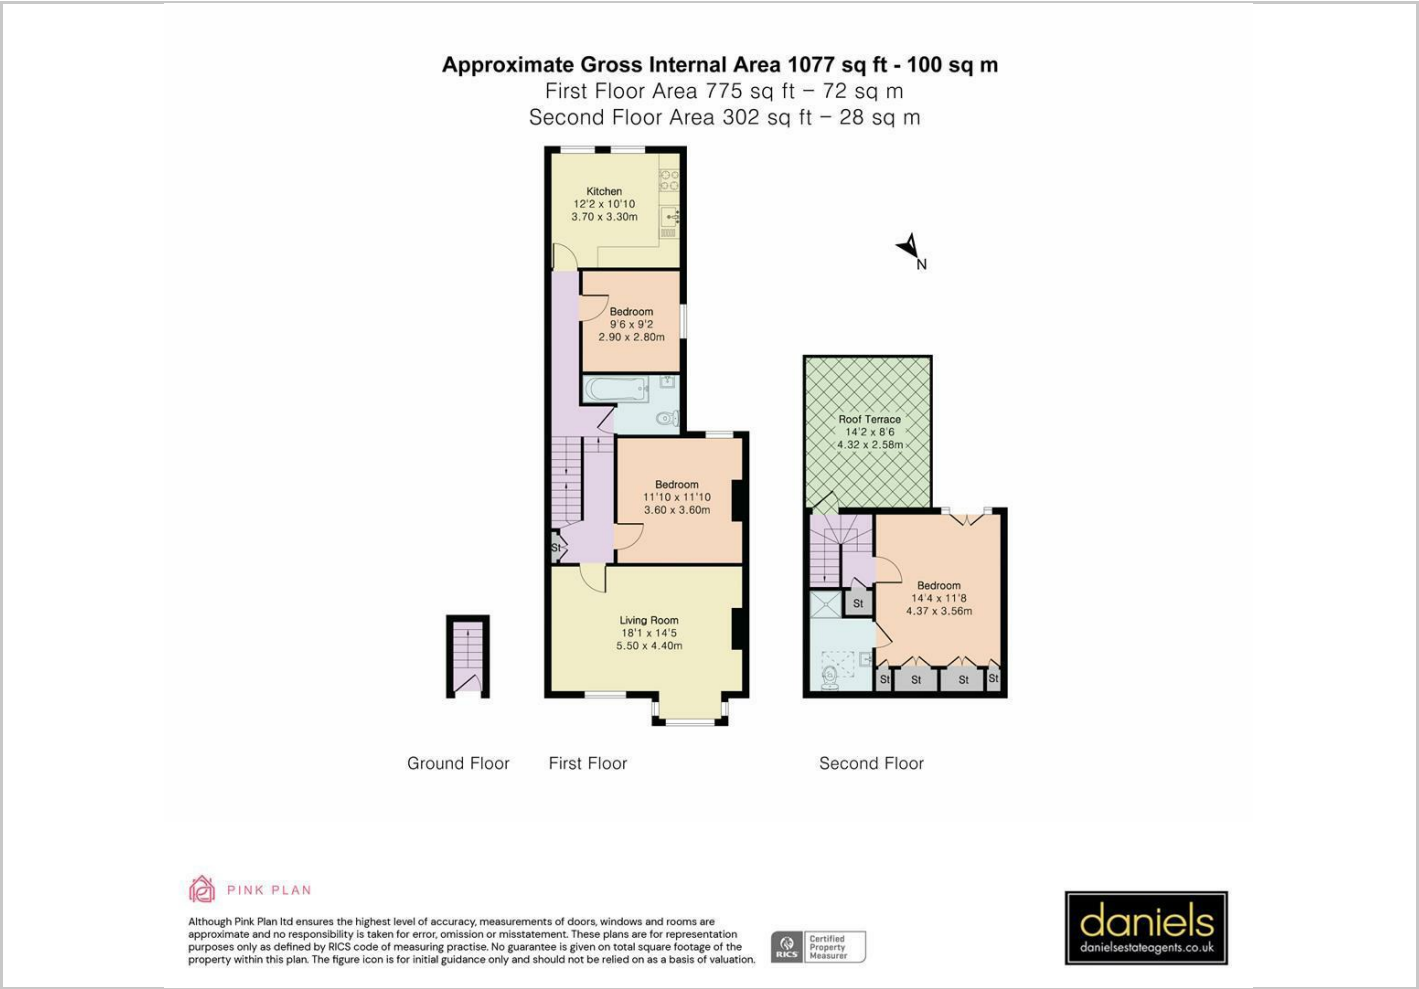 Approximate Gross Internal Area 1077 sq ft - 100 sq m
First Floor Area 775 sq ft – 72 sq m
Second Floor Area 302 sq ft – 28 sq m
Kitchen
12'2 x 10'10
3.70 x 3.30m
N
Bedroom
9'6 x 9'2
2.90 x 2.80m
Roof Terrace
14'2 x 8'6
4.32 x 2.58m
Bedroom
11'10 x 11'10
3.60 x 3.60m
St
Bedroom
14'4 x 11'8
4.37 x 3.56m
St
Living Room
18'1 x 14'5
5.50 x 4.40m
St
St
St
St
Ground Floor
First Floor
Second Floor
PINK PLAN
Although Pink Plan ltd ensures the highest level of accuracy, measurements of doors, windows and rooms are
approximate and no responsibility is taken for error, omission or misstatement. These plans are for representation
purposes only as defined by RICS code of measuring practise. No guarantee is given on total square footage of the
property within this plan. The figure icon is for initial guidance only and should not be relied on as a basis of valuation.
RICS
Certified
Property
Measurer
daniels
danielsestateagents.co.uk